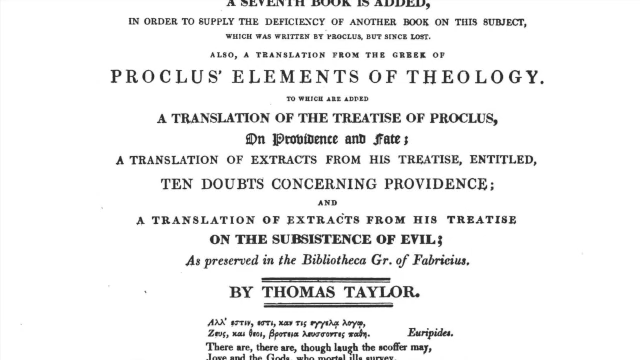 A SEVENTH BOOK IS ADDED,
IN ORDER TO SUPPLY THE DEFICIENCY OF ANOTHER BOOK ON THIS SUBJECT,
WHICH WAS WRITTEN BY PROCLUS, BUT SINCE LOST.
ALSO, A TRANSLATION FROM THE GREEK OF
PROCLUS' ELEMENTS OF THEOLOGY.
TO WHICH ARE ADDED
A TRANSLATION OF THE TREATISE OF PROCLUS,
On Providence and Fate;
A TRANSLATION OF EXTRACTS FROM HIS TREATISE, ENTITLED,
TEN DOUBTS CONCERNING PROVIDENCE;
AND
A TRANSLATION OF EXTRACTS FROM HIS TREATISE
ON THE SUBSISTENCE OF EVIL;
As preserved in the Bibliotheca Gr. of Fabricius.
BY THOMAS TAYLOR.
Αλλ' εστιν, εστι, καν τις εγγελα λογῳ,
Ζευς, και θεοι, βροτεια λευσσοντες παθη. Euripides.
There are, there are, though laugh the scoffer may,
Jove and the Gods, who mortal ills survey.